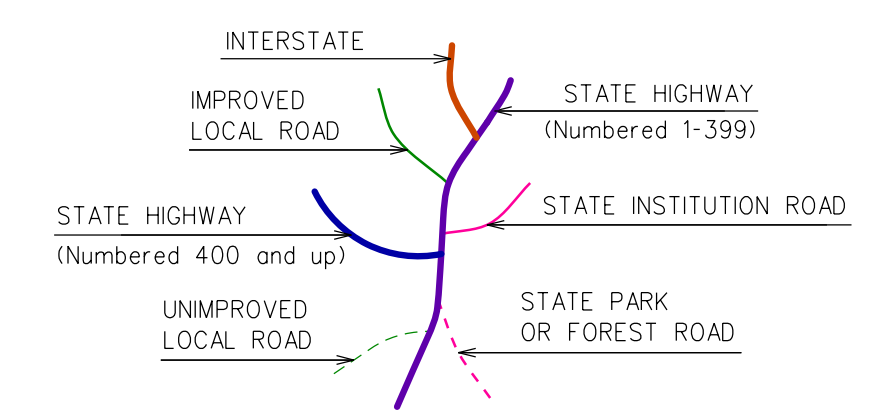 INTERSTATE
STATE HIGHWAY
(Numbered 1-399)
IMPROVED
LOCAL ROAD
STATE INSTITUTION ROAD
STATE HIGHWAY
(Numbered 400 and up)
STATE PARK
OR FOREST ROAD
UNIMPROVED
LOCAL ROAD